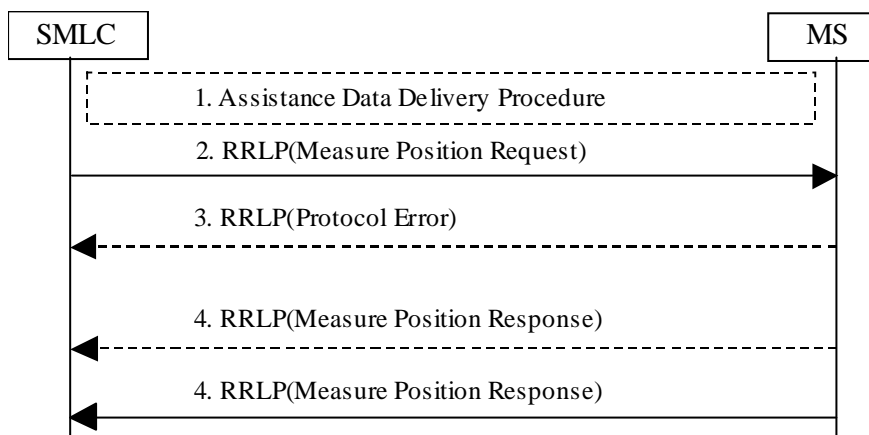 SMLC
MS
1. Assistance Data Delivery Procedure
2. RRLP(Measure Position Request)
3. RRLP(Protocol Error)
4. RRLP(Measure Position Response)
4. RRLP(Measure Position Response)